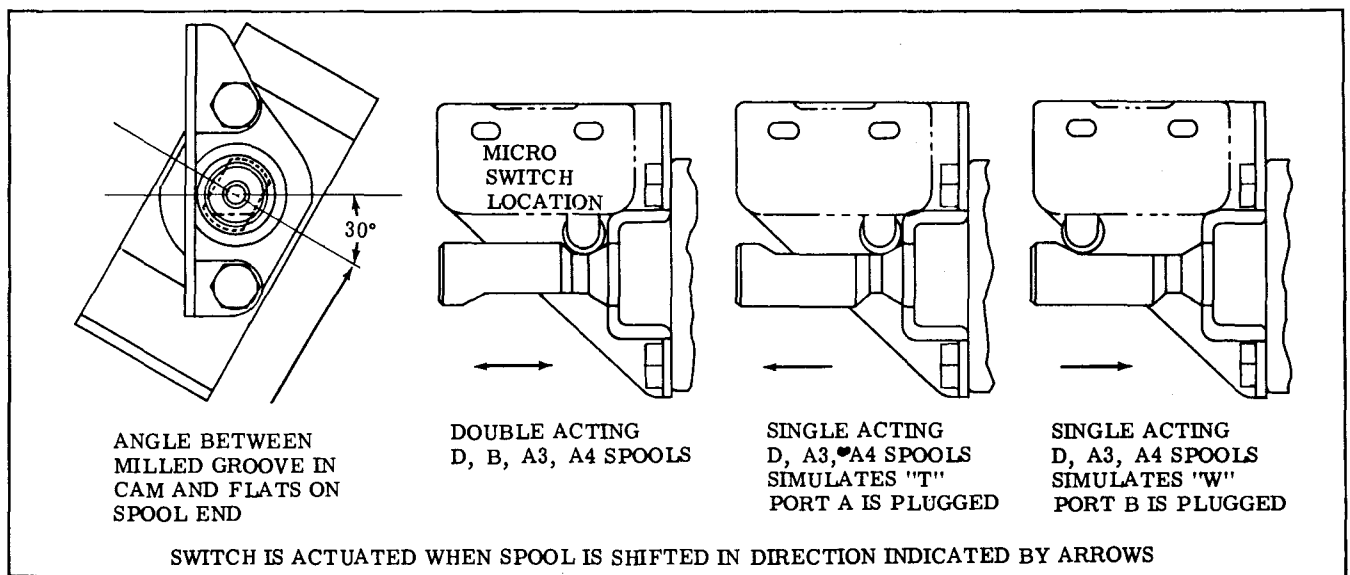 MICRO
SWITCH
LOCATION
30°
ANGLE BETWEEN
MILLED GROOVE IN
CAM AND FLATS ON
SPOOL END
DOUBLE ACTING
D, B, A3, A4 SPOOLS
SINGLE ACTING
D, A3, A4 SPOOLS
SIMULATES "T"
PORT A IS PLUGGED
SINGLE ACTING
D, A3, A4 SPOOLS
SIMULATES "W"
PORT B IS PLUGGED
SWITCH IS ACTUATED WHEN SPOOL IS SHIFTED IN DIRECTION INDICATED BY ARROWS